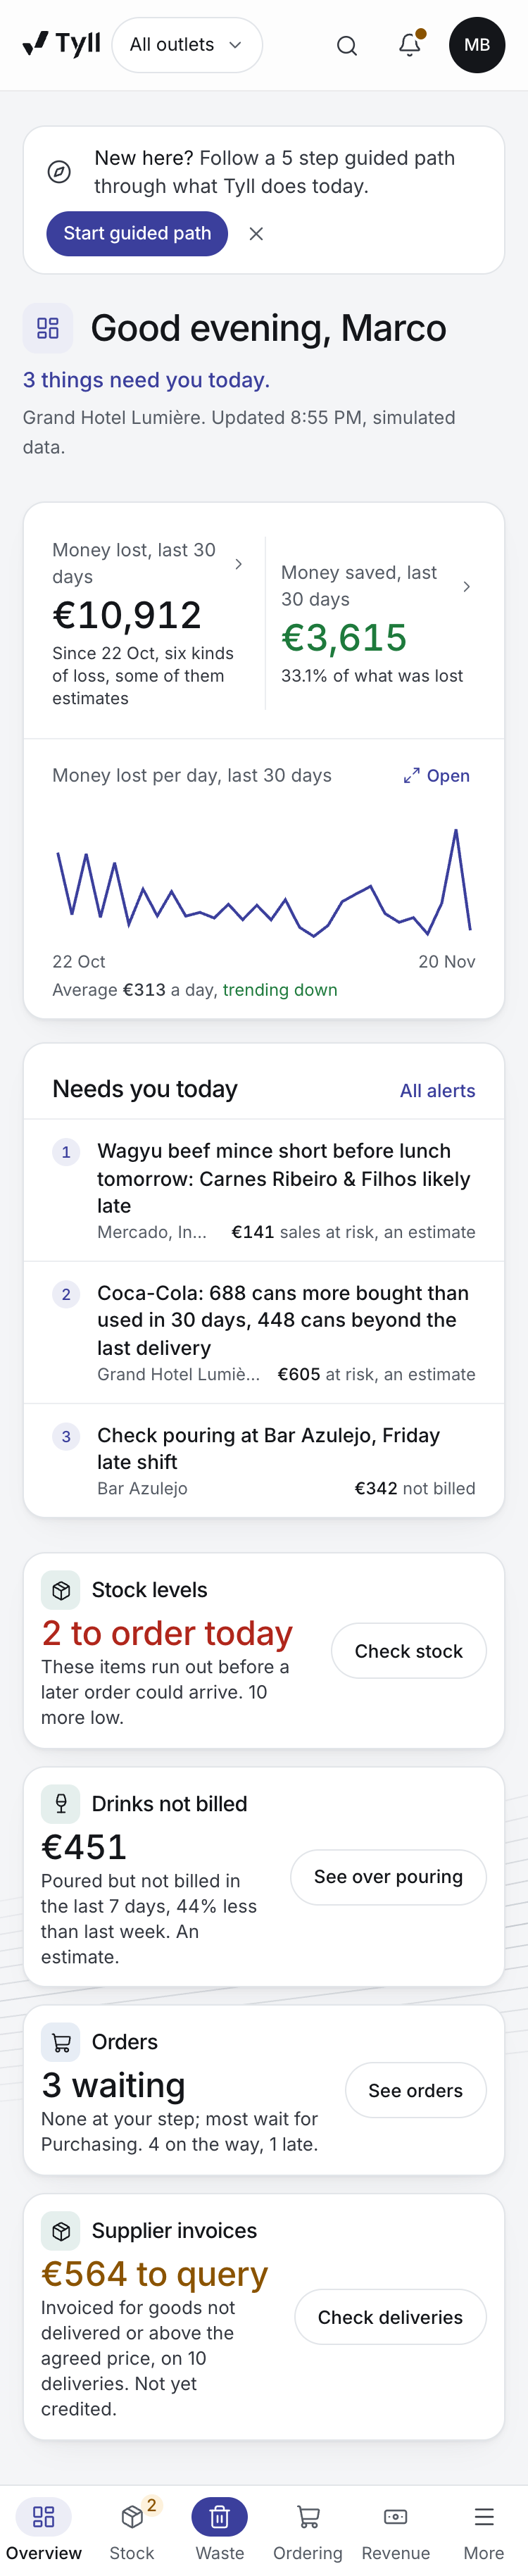 Tyll
All outlets
MB
New here? Follow a 5 step guided path
through what Tyll does today.
Start guided path
Good evening, Marco
3 things need you today.
Grand Hotel Lumière. Updated 8:55 PM, simulated
data.
Money lost, last 30
days
€10,912
Since 22 Oct, six kinds
of loss, some of them
estimates
Money saved, last
30 days
€3,615
33.1% of what was lost
Money lost per day, last 30 days
Open
22 Oct
20 Nov
Average €313 a day, trending down
Needs you today
All alerts
1
Wagyu beef mince short before lunch
tomorrow: Carnes Ribeiro & Filhos likely
late
Mercado, In...
€141 sales at risk, an estimate
2
Coca-Cola: 688 cans more bought than
used in 30 days, 448 cans beyond the
last delivery
Grand Hotel Lumiè...
€605 at risk, an estimate
3
Check pouring at Bar Azulejo, Friday
late shift
Bar Azulejo
€342 not billed
Stock levels
2 to order today
These items run out before a
later order could arrive. 10
more low.
Check stock
Drinks not billed
€451
Poured but not billed in
the last 7 days, 44% less
than last week. An
estimate.
See over pouring
Orders
3 waiting
None at your step; most wait for
Purchasing. 4 on the way, 1 late.
See orders
Supplier invoices
€564 to query
Invoiced for goods not
delivered or above the
agreed price, on 10
deliveries. Not yet
credited.
Check deliveries
2
Overview
Stock
Waste
Ordering
Revenue
More